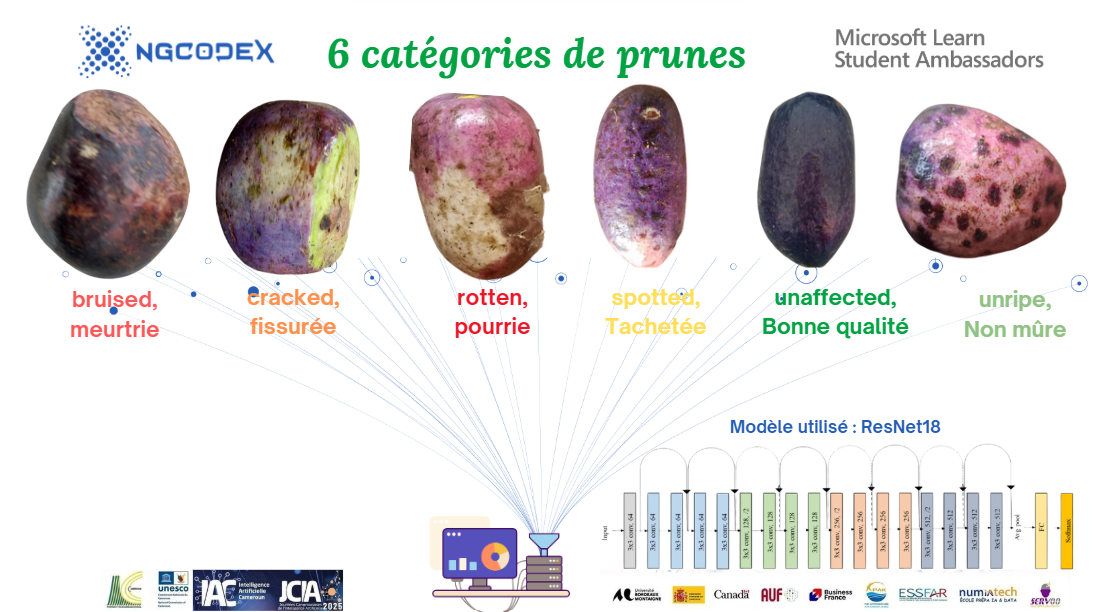 NGCODEX
6 catégories de prunes
Microsoft Learn
Student Ambassadors
bruised,
meurtrie
cracked,
fissurée
rotten,
pourrie
spotted,
Tachetée
unaffected,
Bonne qualité
unripe,
Non mûre
Modèle utilisé : ResNet18
Input
3x3 conv, 64
3x3 conv, 64
3x3 conv, 64
3x3 conv, 64
3x3 conv, 64
3x3 conv, 128, /2
3x3 conv, 128
3x3 conv, 128
3x3 conv, 128
3x3 conv, 256, /2
3x3 conv, 256
3x3 conv, 256
3x3 conv, 256
3x3 conv, 512, /2
3x3 conv, 512
3x3 conv, 512
3x3 conv, 512
Avg pool
FC
Softmax
unesco
IAC
Intelligence
Artificielle
Cameroun
JCIA
2025
Université
BORDEAUX
MONTAIGNE
Canada
AUF
Business
France
ESSFAR
numiatech
ÉCOLE PRÉPA IA & DATA
SERVOO